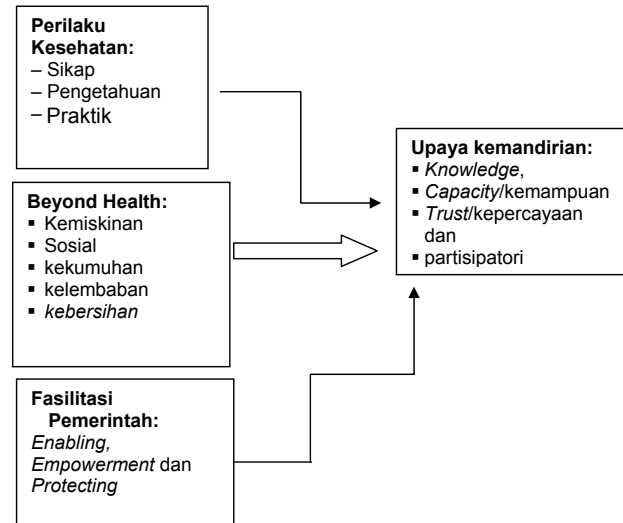 Perilaku
Kesehatan:
– Sikap
– Pengetahuan
– Praktik
Beyond Health:
▪ Kemiskinan
▪ Sosial
▪ kekumuhan
▪ kelembaban
▪ kebersihan
Fasilitasi
Pemerintah:
Enabling,
Empowerment dan
Protecting
Upaya kemandirian:
▪ Knowledge,
▪ Capacity/kemampuan
▪ Trust/kepercayaan
dan
▪ partisipatori